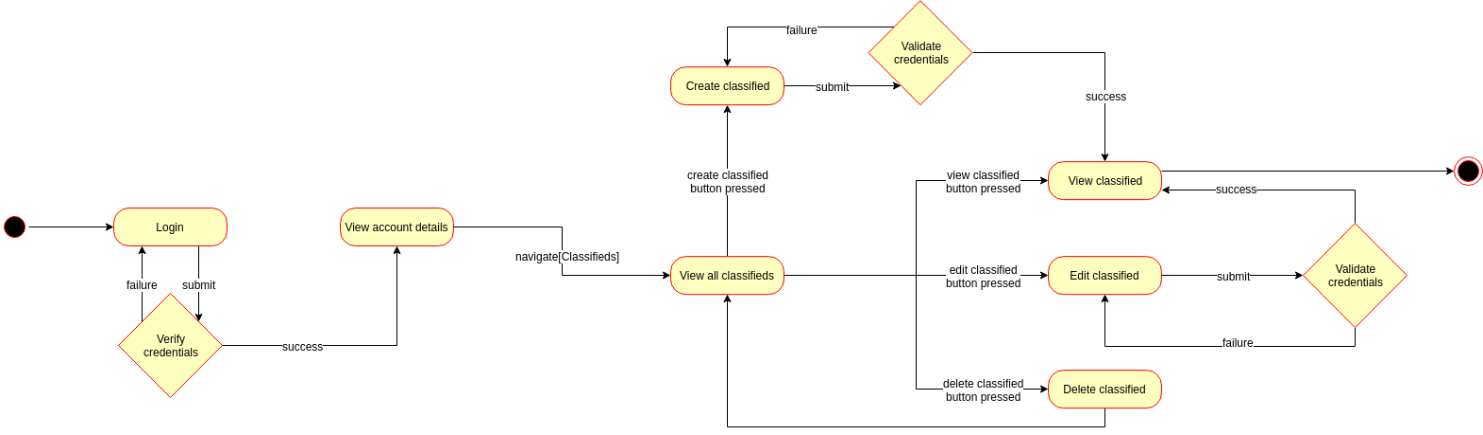 failure
Validate
credentials
Create classified
submit
success
create classified
button pressed
view classified
button pressed
View classified
success
Login
View account details
navigate[Classifieds]
View all classifieds
edit classified
button pressed
Edit classified
submit
Validate
credentials
failure
submit
Verify
credentials
success
failure
delete classified
button pressed
Delete classified